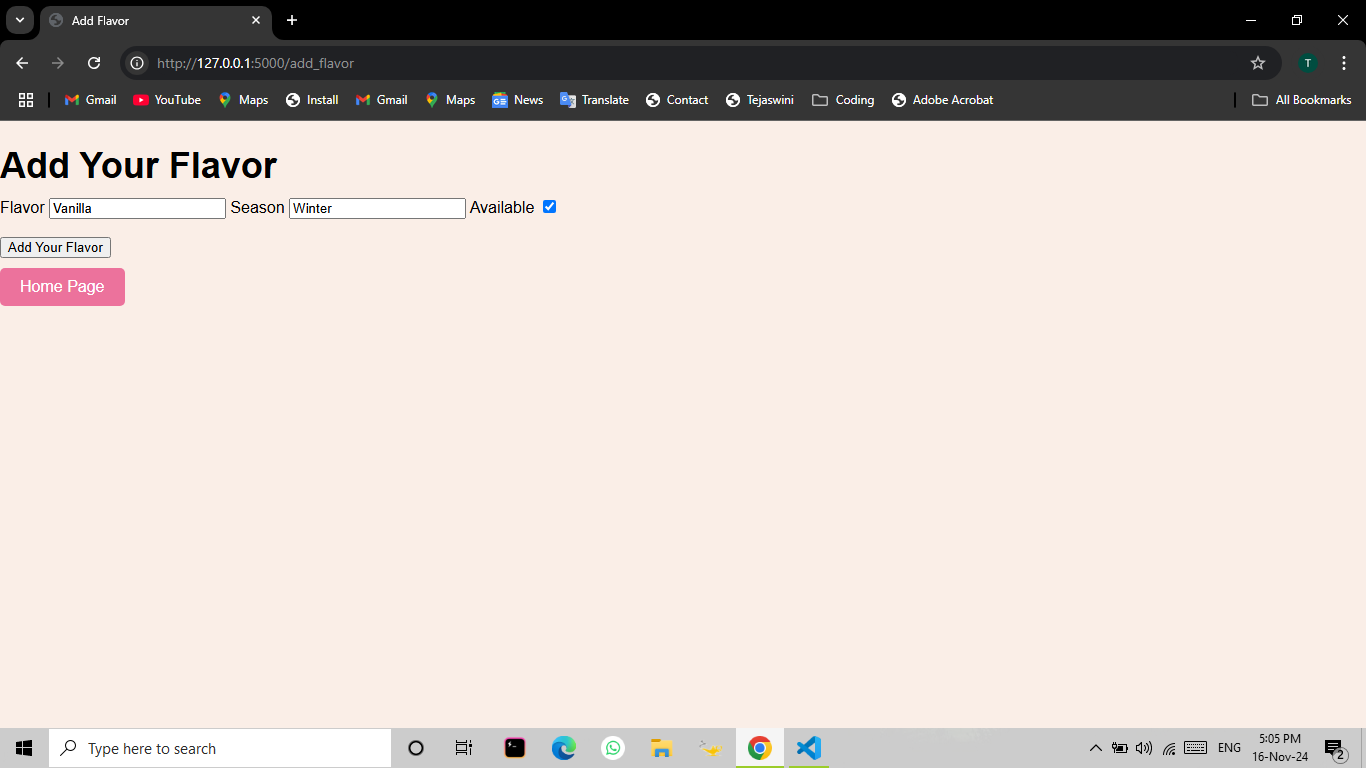 Add Flavor
http://127.0.0.1:5000/add_flavor
T
Gmail YouTube Maps Install Gmail Maps News Translate Contact Tejaswini Coding Adobe Acrobat All Bookmarks
Add Your Flavor
Flavor Vanilla Season Winter Available
Add Your Flavor
Home Page
Type here to search
ENG
5:05 PM
16-Nov-24
2